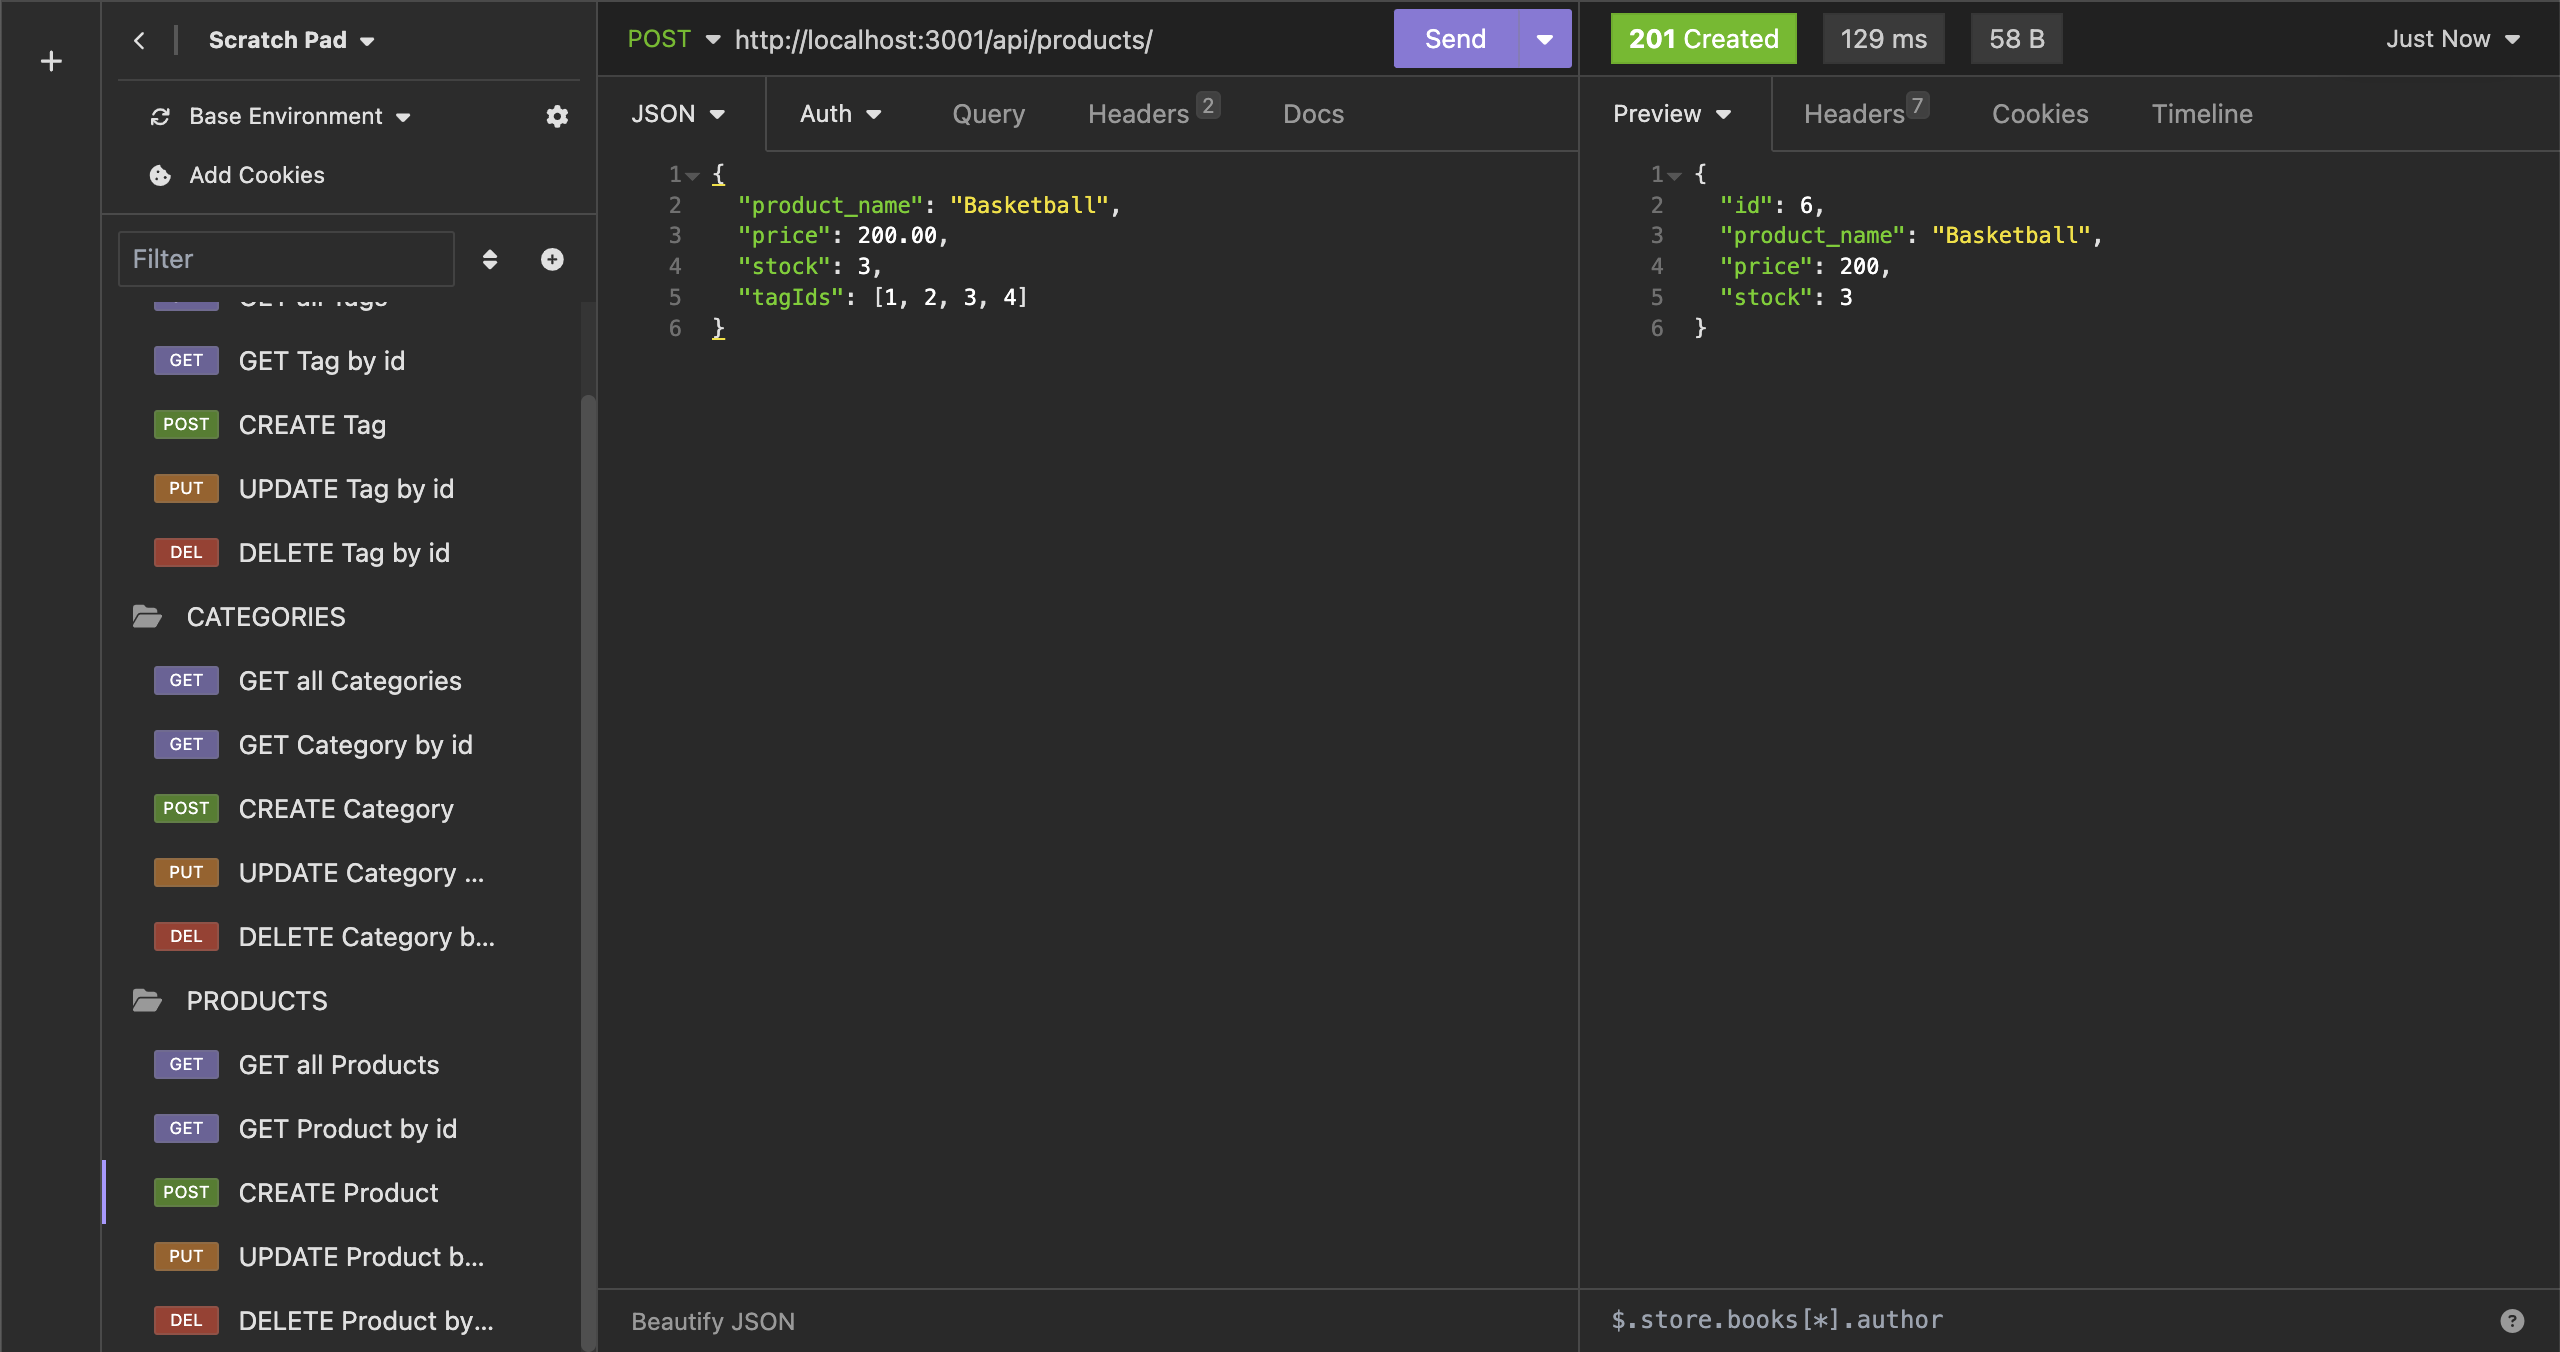 +
Scratch Pad
Base Environment
Add Cookies
Filter
GET all Tags
GET GET Tag by id
POST CREATE Tag
PUT UPDATE Tag by id
DEL DELETE Tag by id
CATEGORIES
GET GET all Categories
GET GET Category by id
POST CREATE Category
PUT UPDATE Category ...
DEL DELETE Category b...
PRODUCTS
GET GET all Products
GET GET Product by id
POST CREATE Product
PUT UPDATE Product b...
DEL DELETE Product by...
POST http://localhost:3001/api/products/ Send
JSON Auth Query Headers 2 Docs
1 {
2 "product_name": "Basketball",
3 "price": 200.00,
4 "stock": 3,
5 "tagIds": [1, 2, 3, 4]
6 }
Beautify JSON
201 Created 129 ms 58 B Just Now
Preview Headers 7 Cookies Timeline
1 {
2 "id": 6,
3 "product_name": "Basketball",
4 "price": 200,
5 "stock": 3
6 }
$.store.books[*].author ?